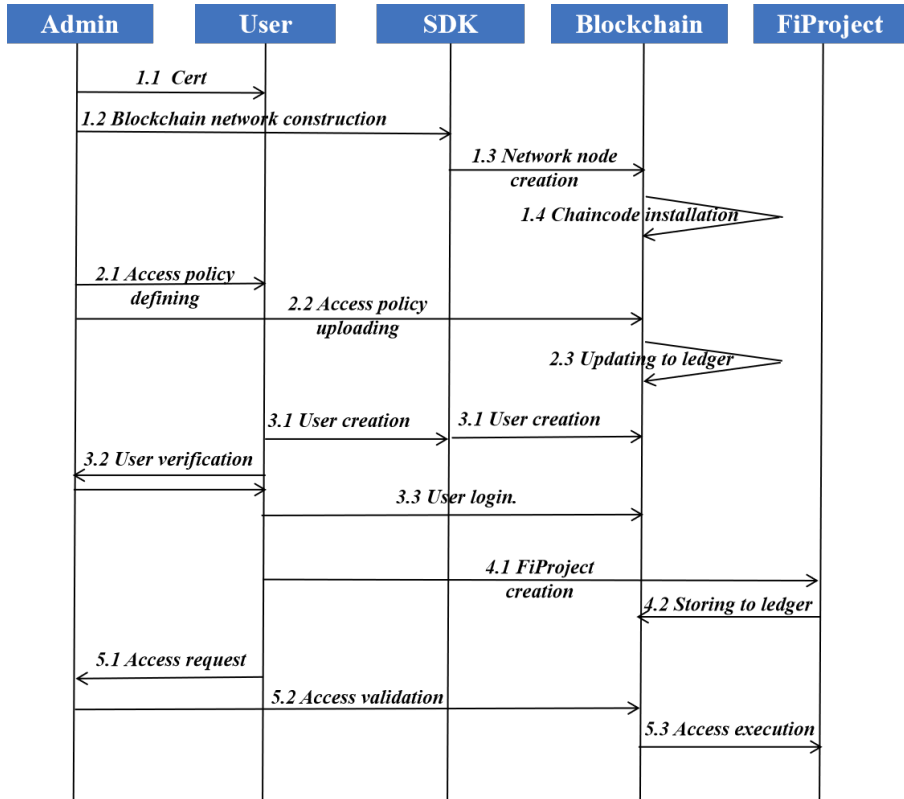 Admin
User
SDK
Blockchain
FiProject
1.1 Cert
1.2 Blockchain network construction
1.3 Network node
creation
1.4 Chaincode installation
2.1 Access policy
defining
2.2 Access policy
uploading
2.3 Updating to ledger
3.1 User creation
3.1 User creation
3.2 User verification
3.3 User login.
4.1 FiProject
creation
4.2 Storing to ledger
5.1 Access request
5.2 Access validation
5.3 Access execution